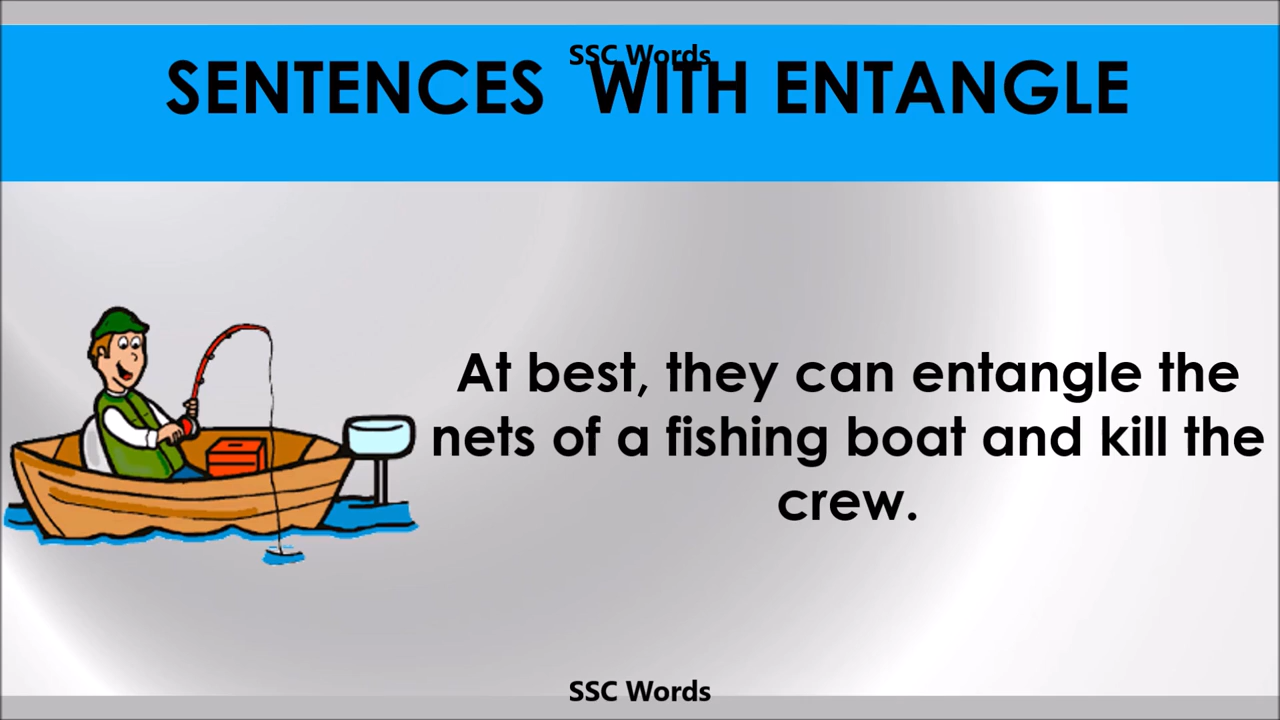 SSC Words
SENTENCES WITH ENTANGLE
At best, they can entangle the
nets of a fishing boat and kill the
crew.
SSC Words